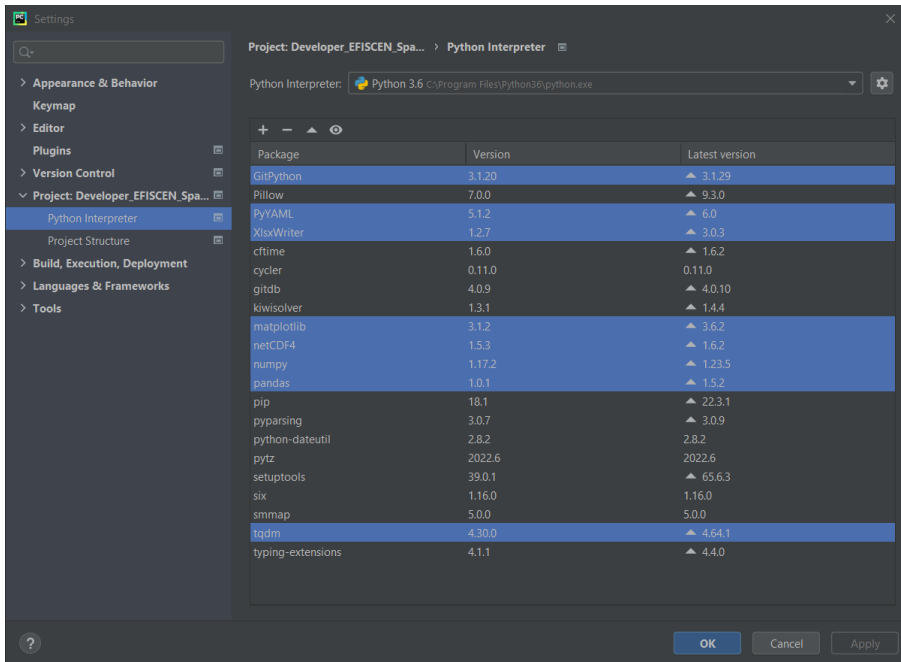 PC Settings
Project: Developer_EFISCEN_Spa... > Python Interpreter
Appearance & Behavior
Keymap
Editor
Plugins
Version Control
Project: Developer_EFISCEN_Spa...
Python Interpreter
Project Structure
Build, Execution, Deployment
Languages & Frameworks
Tools
Python Interpreter: Python 3.6 C:\Program Files\Python36\python.exe
Package Version Latest version
GitPython 3.1.20 3.1.29
Pillow 7.0.0 9.3.0
PyYAML 5.1.2 6.0
XlsxWriter 1.2.7 3.0.3
cftime 1.6.0 1.6.2
cycler 0.11.0 0.11.0
gitdb 4.0.9 4.0.10
kiwisolver 1.3.1 1.4.4
matplotlib 3.1.2 3.6.2
netCDF4 1.5.3 1.6.2
numpy 1.17.2 1.23.5
pandas 1.0.1 1.5.2
pip 18.1 22.3.1
pyparsing 3.0.7 3.0.9
python-dateutil 2.8.2 2.8.2
pytz 2022.6 2022.6
setuptools 39.0.1 65.6.3
six 1.16.0 1.16.0
smmap 5.0.0 5.0.0
tqdm 4.30.0 4.64.1
typing-extensions 4.1.1 4.4.0
? OK Cancel Apply